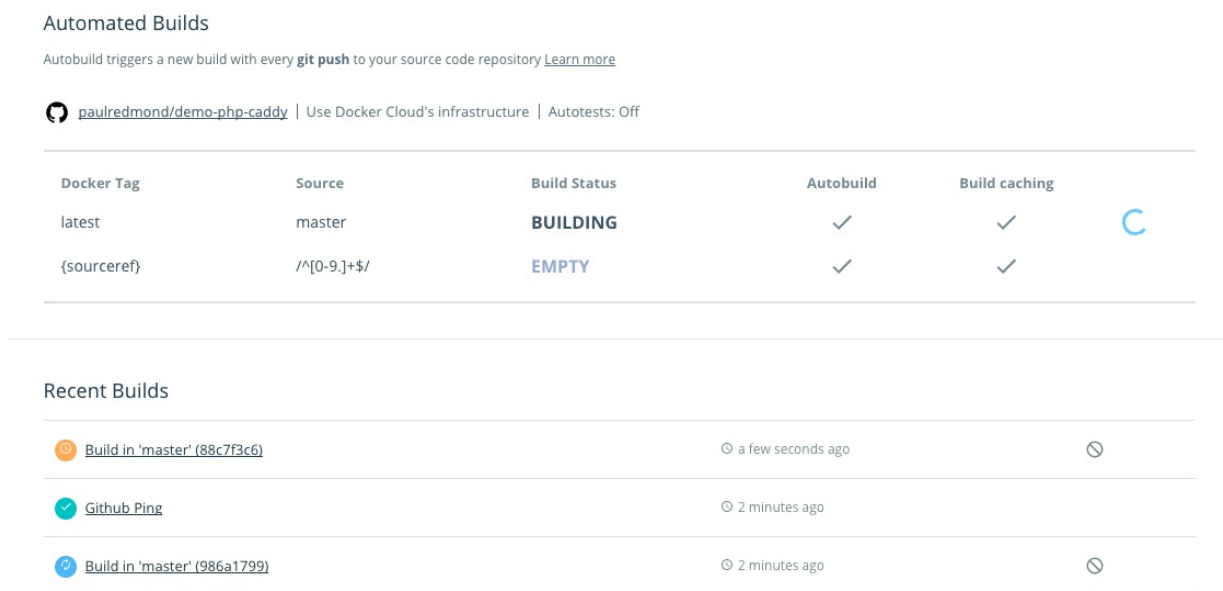 Automated Builds
Autobuild triggers a new build with every git push to your source code repository Learn more
paulredmond/demo-php-caddy | Use Docker Cloud's infrastructure | Autotests: Off
Docker Tag Source Build Status Autobuild Build caching
latest master BUILDING
{sourceref} /^[0-9.]+$/ EMPTY
Recent Builds
Build in 'master' (88c7f3c6) a few seconds ago
Github Ping 2 minutes ago
Build in 'master' (986a1799) 2 minutes ago